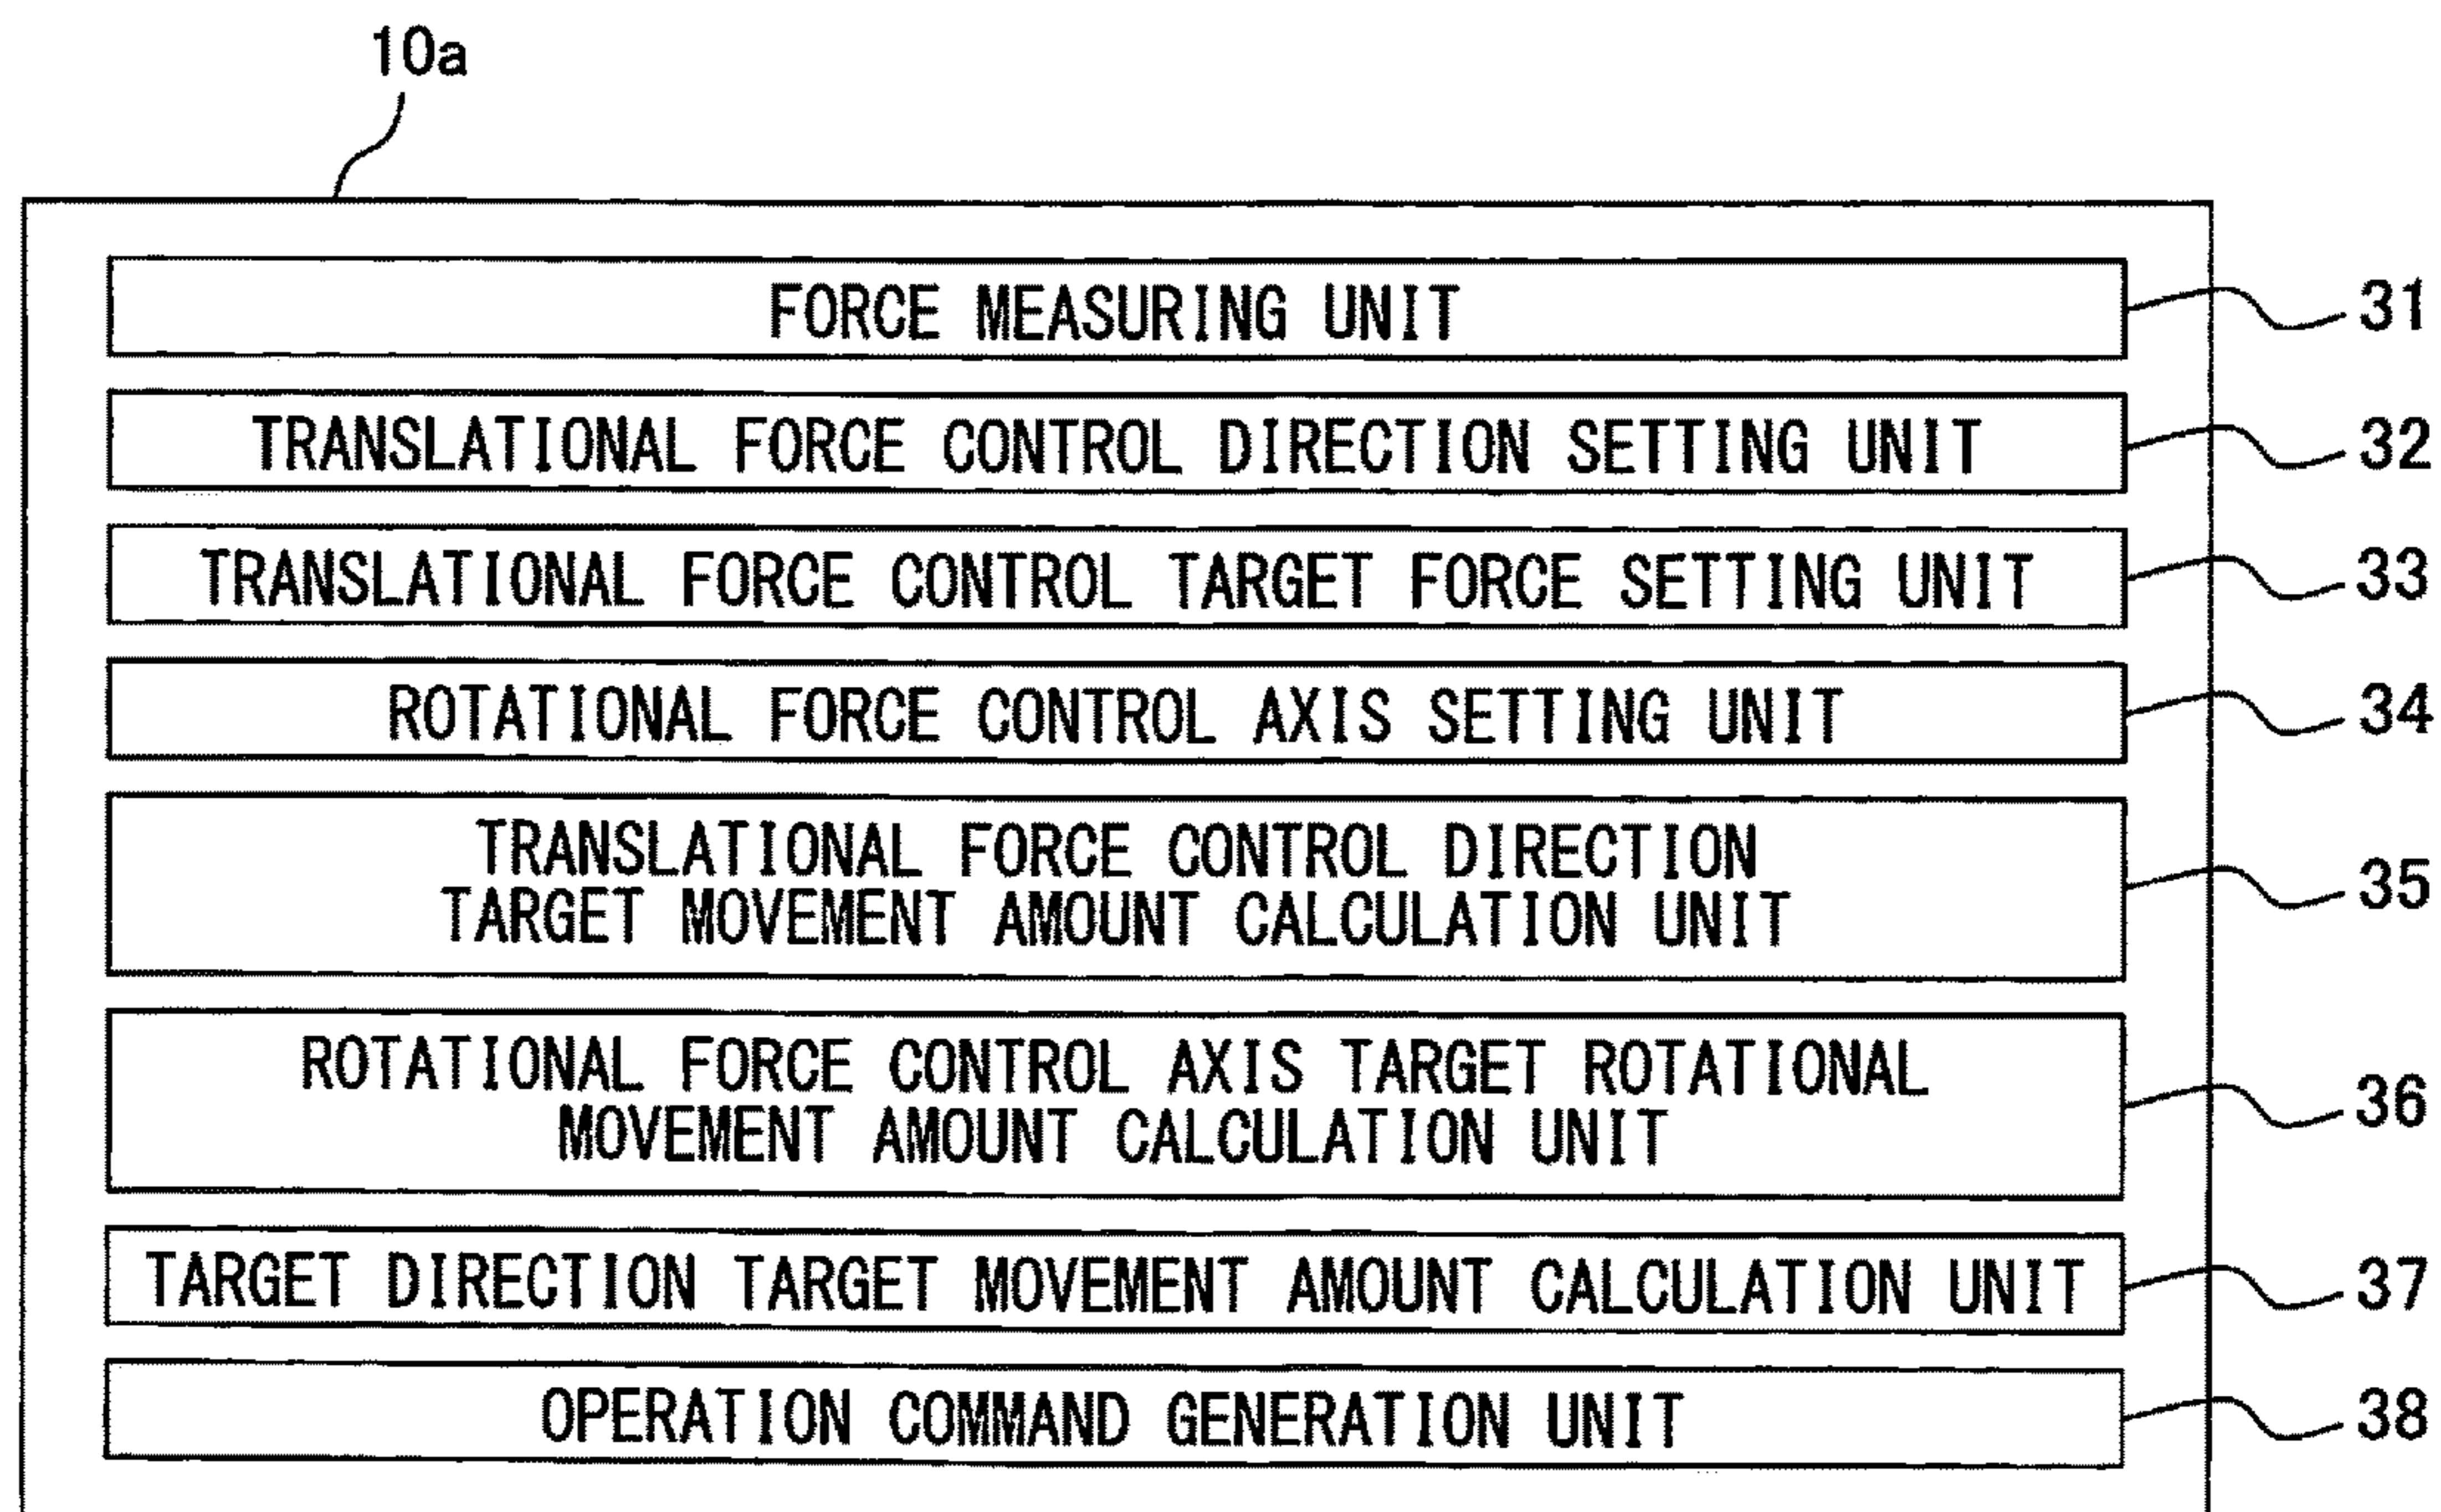 10a
FORCE MEASURING UNIT 31
TRANSLATIONAL FORCE CONTROL DIRECTION SETTING UNIT 32
TRANSLATIONAL FORCE CONTROL TARGET FORCE SETTING UNIT 33
ROTATIONAL FORCE CONTROL AXIS SETTING UNIT 34
TRANSLATIONAL FORCE CONTROL DIRECTION
TARGET MOVEMENT AMOUNT CALCULATION UNIT 35
ROTATIONAL FORCE CONTROL AXIS TARGET ROTATIONAL
MOVEMENT AMOUNT CALCULATION UNIT 36
TARGET DIRECTION TARGET MOVEMENT AMOUNT CALCULATION UNIT 37
OPERATION COMMAND GENERATION UNIT 38